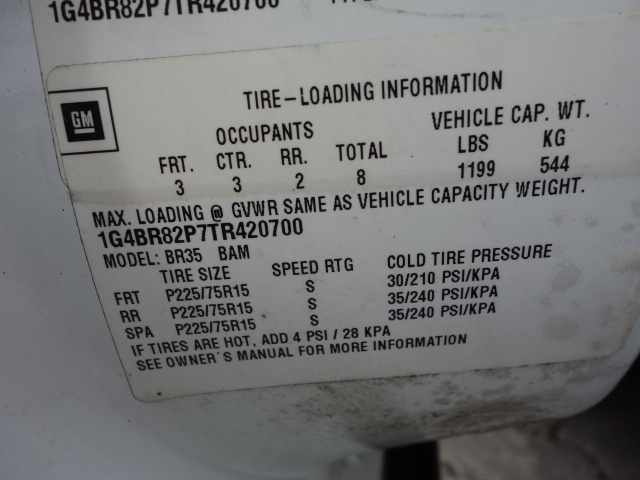 1G4BR82P7TR420700
GM
TIRE-LOADING INFORMATION
OCCUPANTS VEHICLE CAP. WT.
FRT. CTR. RR. TOTAL LBS KG
3 3 2 8 1199 544
MAX. LOADING @ GVWR SAME AS VEHICLE CAPACITY WEIGHT.
1G4BR82P7TR420700
MODEL: BR35 BAM
TIRE SIZE SPEED RTG COLD TIRE PRESSURE
FRT P225/75R15 S 30/210 PSI/KPA
RR P225/75R15 S 35/240 PSI/KPA
SPA P225/75R15 S 35/240 PSI/KPA
IF TIRES ARE HOT, ADD 4 PSI / 28 KPA
SEE OWNER'S MANUAL FOR MORE INFORMATION